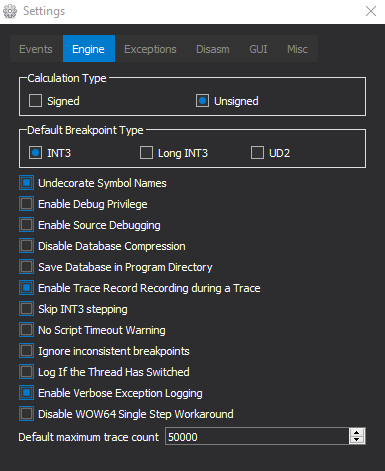 Settings
Events Engine Exceptions Disasm GUI Misc
Calculation Type
Signed Unsigned
Default Breakpoint Type
INT3 Long INT3 UD2
Undecorate Symbol Names
Enable Debug Privilege
Enable Source Debugging
Disable Database Compression
Save Database in Program Directory
Enable Trace Record Recording during a Trace
Skip INT3 stepping
No Script Timeout Warning
Ignore inconsistent breakpoints
Log If the Thread Has Switched
Enable Verbose Exception Logging
Disable WOW64 Single Step Workaround
Default maximum trace count 50000